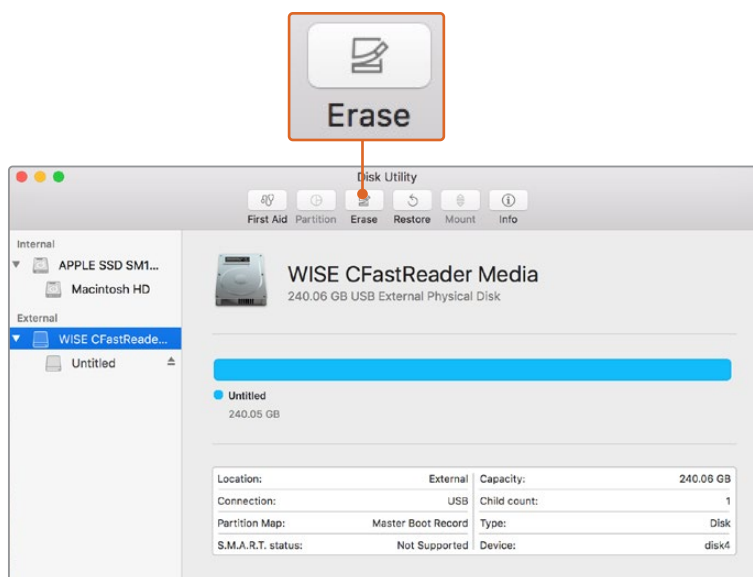 Erase
Disk Utility
First Aid Partition Erase Restore Mount Info
Internal
APPLE SSD SM1...
Macintosh HD
External
WISE CFastReade...
Untitled
WISE CFastReader Media
240.06 GB USB External Physical Disk
Untitled
240.05 GB
Location: External Capacity: 240.06 GB
Connection: USB Child count: 1
Partition Map: Master Boot Record Type: Disk
S.M.A.R.T. status: Not Supported Device: disk4